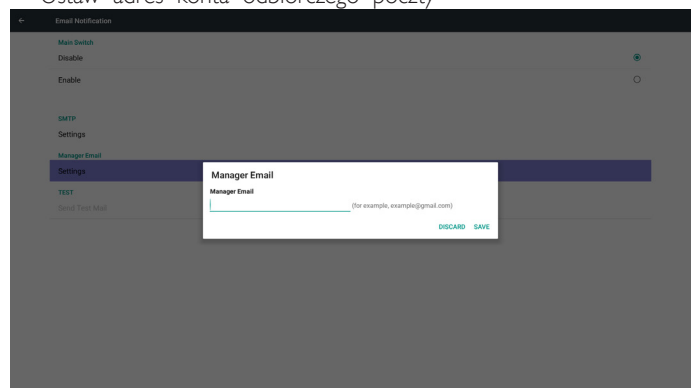 Ustaw adres konta odbiorczego poczty
← Email Notification
Main Switch
Disable
Enable
SMTP
Settings
Manager Email
Settings
TEST
Send Test Mail
Manager Email
Manager Email
(for example, example@gmail.com)
DISCARD SAVE